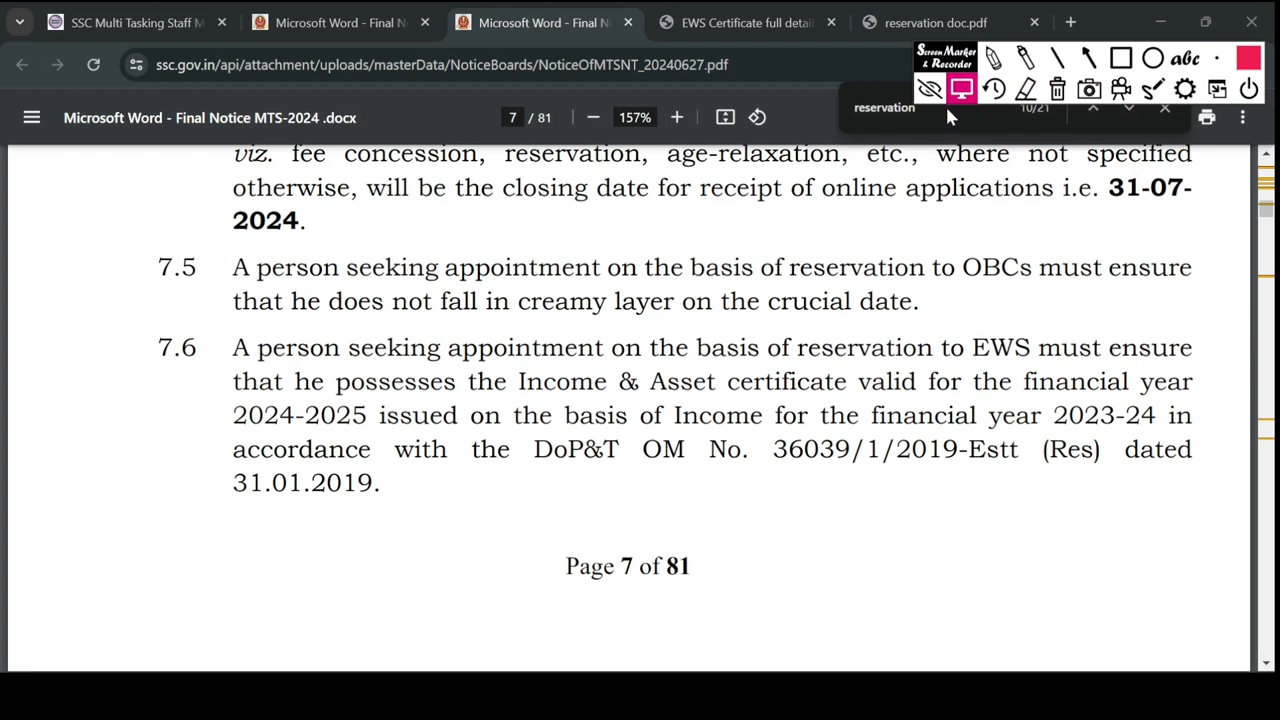 SSC Multi Tasking Staff M
Microsoft Word - Final N
Microsoft Word - Final N
EWS Certificate full detai
reservation doc.pdf
ssc.gov.in/api/attachment/uploads/masterData/NoticeBoards/NoticeOfMTSNT_20240627.pdf
Screen Marker
& Recorder
abc
Microsoft Word - Final Notice MTS-2024 .docx
7 / 81
157%
reservation
10/21
viz. fee concession, reservation, age-relaxation, etc., where not specified
otherwise, will be the closing date for receipt of online applications i.e. 31-07-
2024.
7.5 A person seeking appointment on the basis of reservation to OBCs must ensure
that he does not fall in creamy layer on the crucial date.
7.6 A person seeking appointment on the basis of reservation to EWS must ensure
that he possesses the Income & Asset certificate valid for the financial year
2024-2025 issued on the basis of Income for the financial year 2023-24 in
accordance with the DoP&T OM No. 36039/1/2019-Estt (Res) dated
31.01.2019.
Page 7 of 81